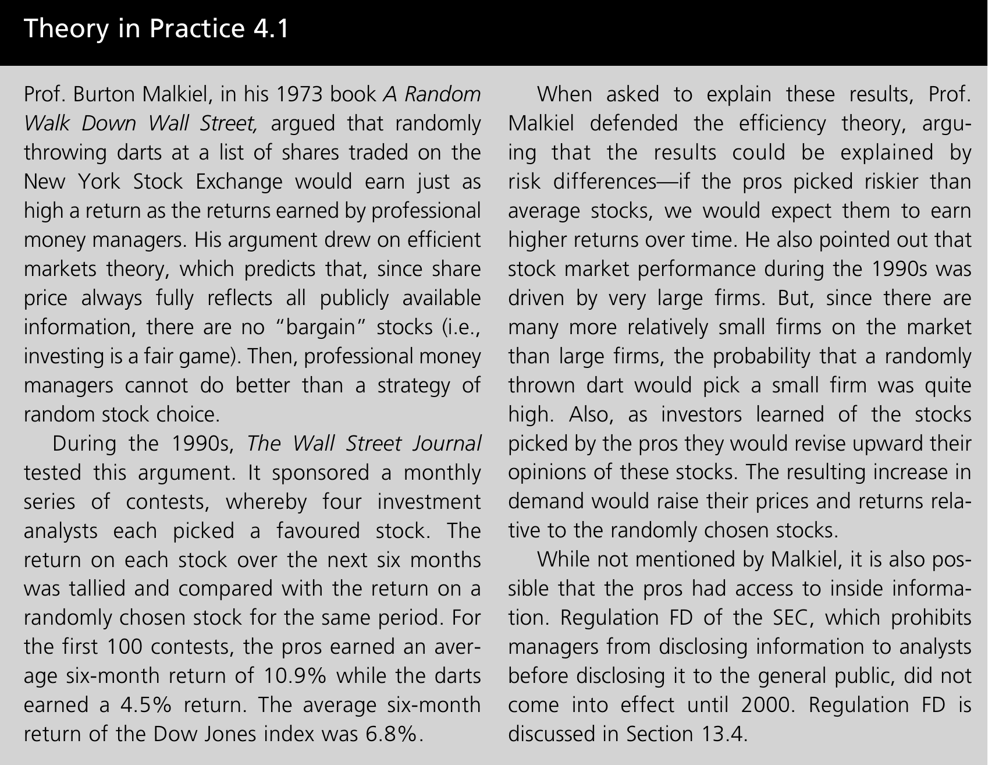 Theory in Practice 4.1
Prof. Burton Malkiel, in his 1973 book A Random
Walk Down Wall Street, argued that randomly
throwing darts at a list of shares traded on the
New York Stock Exchange would earn just as
high a return as the returns earned by professional
money managers. His argument drew on efficient
markets theory, which predicts that, since share
price always fully reflects all publicly available
information, there are no “bargain” stocks (i.e.,
investing is a fair game). Then, professional money
managers cannot do better than a strategy of
random stock choice.
During the 1990s, The Wall Street Journal
tested this argument. It sponsored a monthly
series of contests, whereby four investment
analysts each picked a favoured stock. The
return on each stock over the next six months
was tallied and compared with the return on a
randomly chosen stock for the same period. For
the first 100 contests, the pros earned an aver-
age six-month return of 10.9% while the darts
earned a 4.5% return. The average six-month
return of the Dow Jones index was 6.8%.
When asked to explain these results, Prof.
Malkiel defended the efficiency theory, argu-
ing that the results could be explained by
risk differences—if the pros picked riskier than
average stocks, we would expect them to earn
higher returns over time. He also pointed out that
stock market performance during the 1990s was
driven by very large firms. But, since there are
many more relatively small firms on the market
than large firms, the probability that a randomly
thrown dart would pick a small firm was quite
high. Also, as investors learned of the stocks
picked by the pros they would revise upward their
opinions of these stocks. The resulting increase in
demand would raise their prices and returns rela-
tive to the randomly chosen stocks.
While not mentioned by Malkiel, it is also pos-
sible that the pros had access to inside informa-
tion. Regulation FD of the SEC, which prohibits
managers from disclosing information to analysts
before disclosing it to the general public, did not
come into effect until 2000. Regulation FD is
discussed in Section 13.4.